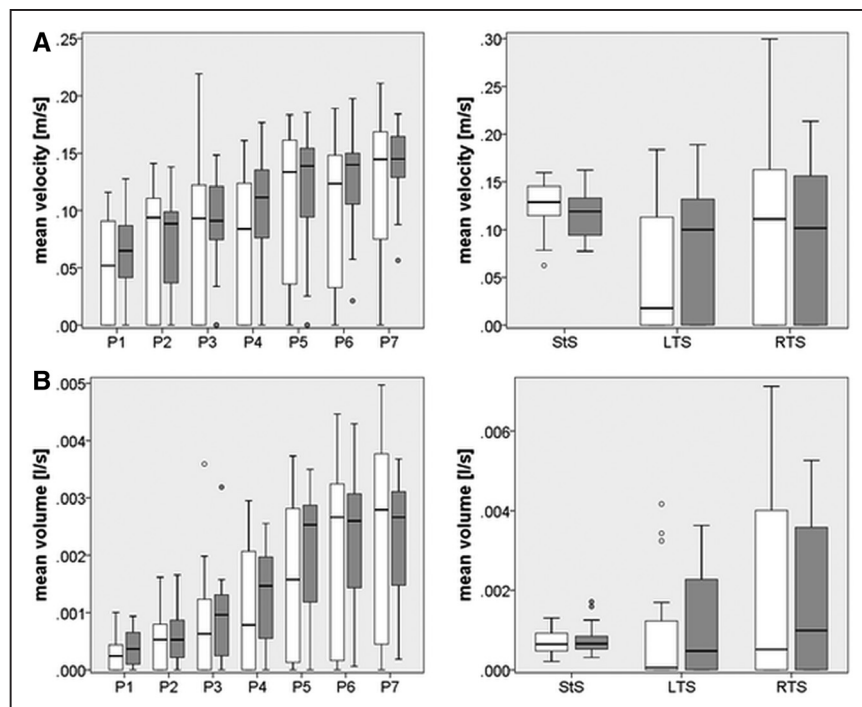 A
mean velocity [m/s]
.25
.20
.15
.10
.05
.00
P1 P2 P3 P4 P5 P6 P7
mean velocity [m/s]
.30
.20
.20
.15
.10
.05
.00
StS LTS RTS
B
mean volume [l/s]
.005
.004
.003
.002
.001
.000
P1 P2 P3 P4 P5 P6 P7
mean volume [l/s]
.006
.004
.002
.000
StS LTS RTS